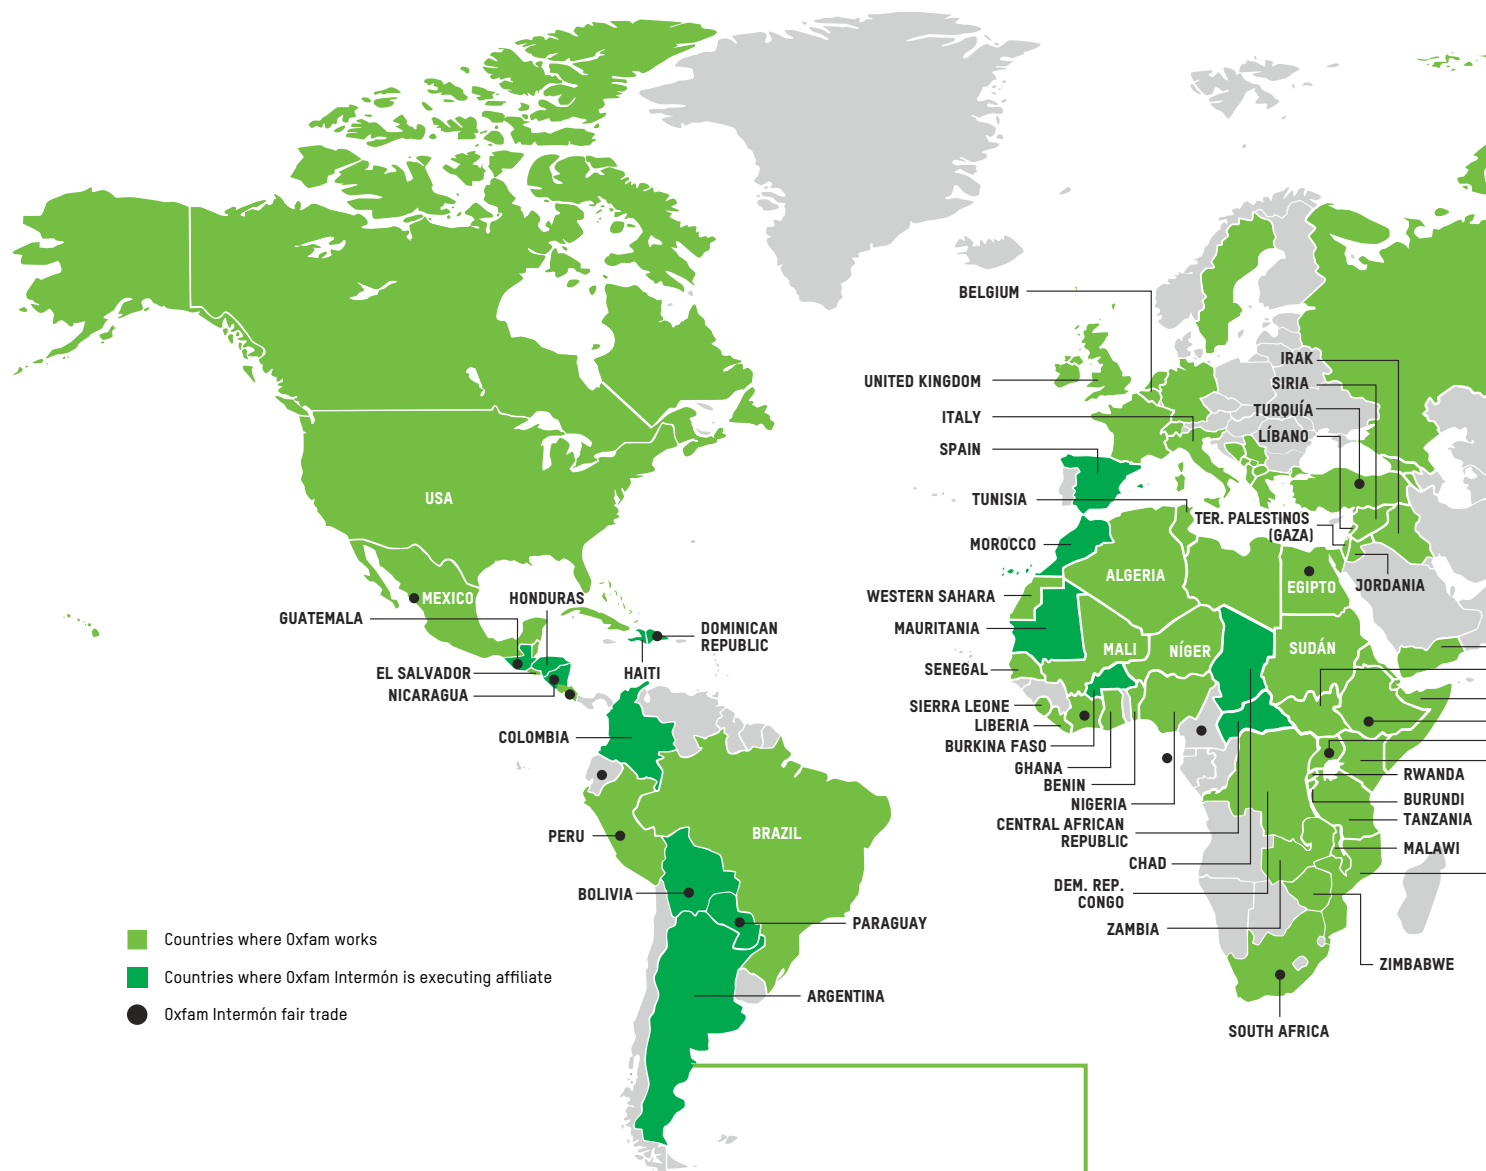 BELGIUM
UNITED KINGDOM
ITALY
SPAIN
TUNISIA
MOROCCO
WESTERN SAHARA
MAURITANIA
SENEGAL
SIERRA LEONE
LIBERIA
BURKINA FASO
GHANA
BENIN
NIGERIA
CENTRAL AFRICAN
REPUBLIC
CHAD
DEM. REP.
CONGO
ZAMBIA
IRAK
SIRIA
TURQUÍA
LÍBANO
TER. PALESTINOS
(GAZA)
JORDANIA
ALGERIA
EGIPTO
MALI
NÍGER
SUDÁN
RWANDA
BURUNDI
TANZANIA
MALAWI
ZIMBABWE
SOUTH AFRICA
USA
MEXICO
HONDURAS
GUATEMALA
EL SALVADOR
NICARAGUA
DOMINICAN
REPUBLIC
HAITI
COLOMBIA
PERU
BRAZIL
BOLIVIA
PARAGUAY
ARGENTINA
Countries where Oxfam works
Countries where Oxfam Intermón is executing affiliate
Oxfam Intermón fair trade